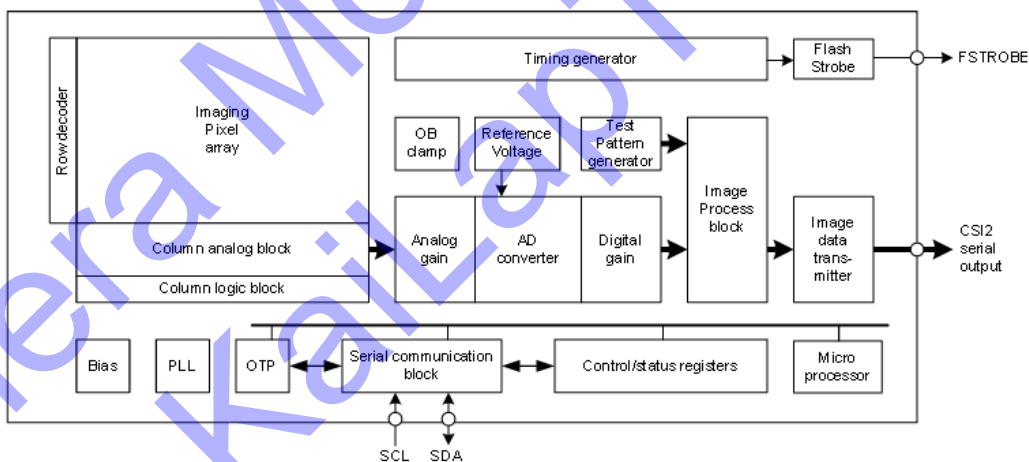 Timing generator
Flash
Strobe
FSTROBE
Row decoder
Imaging
Pixel
array
OB
clamp
Reference
Voltage
Test
Pattern
generator
Image
Process
block
Column analog block
Analog
gain
AD
converter
Digital
gain
Image
data
trans-
mitter
CSI2
serial
output
Column logic block
Bias
PLL
OTP
Serial communication
block
Control/status registers
Micro
processor
SCL
SDA
KaiLap